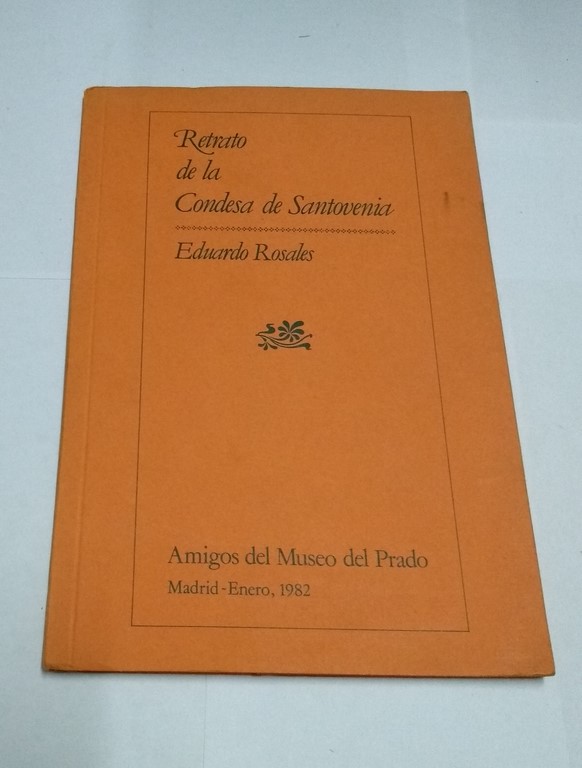 Retrato
de la
Condesa de Santovenia
Eduardo Rosales
Amigos del Museo del Prado
Madrid-Enero, 1982